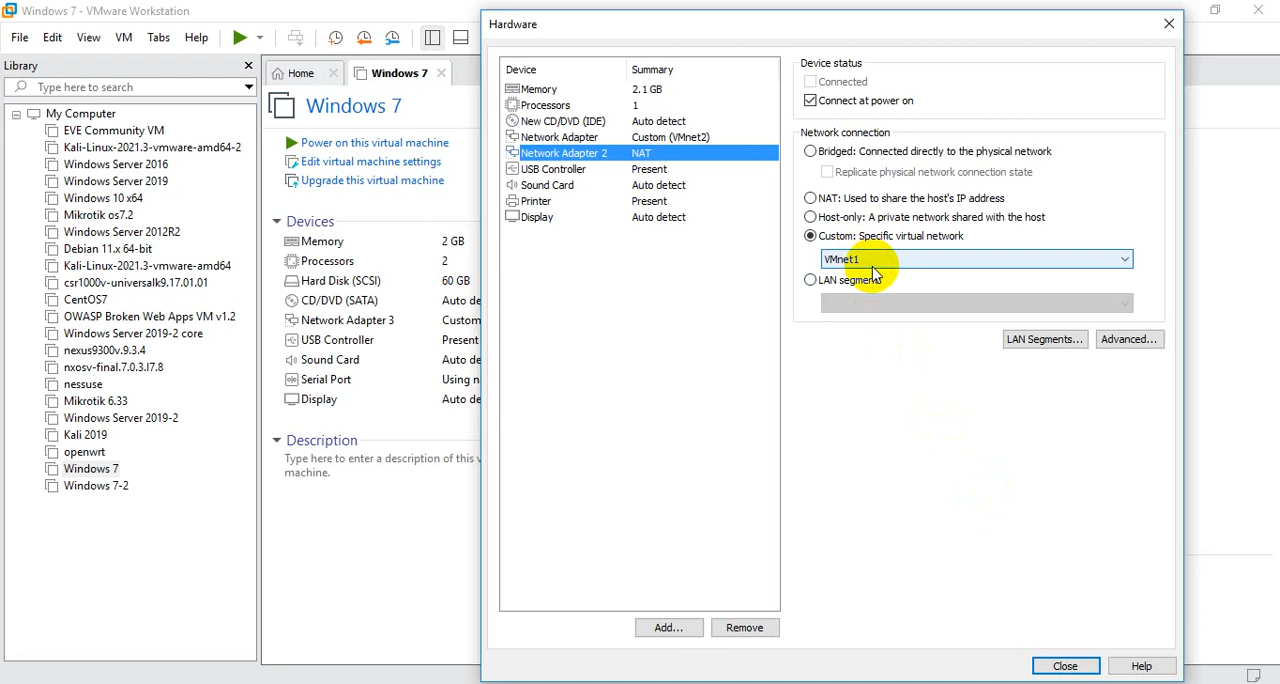 Windows 7 - VMware Workstation
File Edit View VM Tabs Help
Library
Type here to search
My Computer
EVE Community VM
Kali-Linux-2021.3-vmware-amd64-2
Windows Server 2016
Windows Server 2019
Windows 10 x64
Mikrotik os7.2
Windows Server 2012R2
Debian 11.x 64-bit
Kali-Linux-2021.3-vmware-amd64
csr1000v-universalk9.17.01.01
CentOS7
OWASP Broken Web Apps VM v1.2
Windows Server 2019-2 core
nexus9300v.9.3.4
nxosv-final.7.0.3.I7.8
nessuse
Mikrotik 6.33
Windows Server 2019-2
Kali 2019
openwrt
Windows 7
Windows 7-2
Home Windows 7
Windows 7
Power on this virtual machine
Edit virtual machine settings
Upgrade this virtual machine
Devices
Memory 2 GB
Processors 2
Hard Disk (SCSI) 60 GB
CD/DVD (SATA) Auto de
Network Adapter 3 Custom
USB Controller Present
Sound Card Auto de
Serial Port Using n
Display Auto de
Description
Type here to enter a description of this v
machine.
Hardware
Device Summary
Memory 2.1 GB
Processors 1
New CD/DVD (IDE) Auto detect
Network Adapter Custom (VMnet2)
Network Adapter 2 NAT
USB Controller Present
Sound Card Auto detect
Printer Present
Display Auto detect
Add... Remove
Device status
Connected
Connect at power on
Network connection
Bridged: Connected directly to the physical network
Replicate physical network connection state
NAT: Used to share the host's IP address
Host-only: A private network shared with the host
Custom: Specific virtual network
VMnet1
LAN segment:
LAN Segments... Advanced...
Close Help